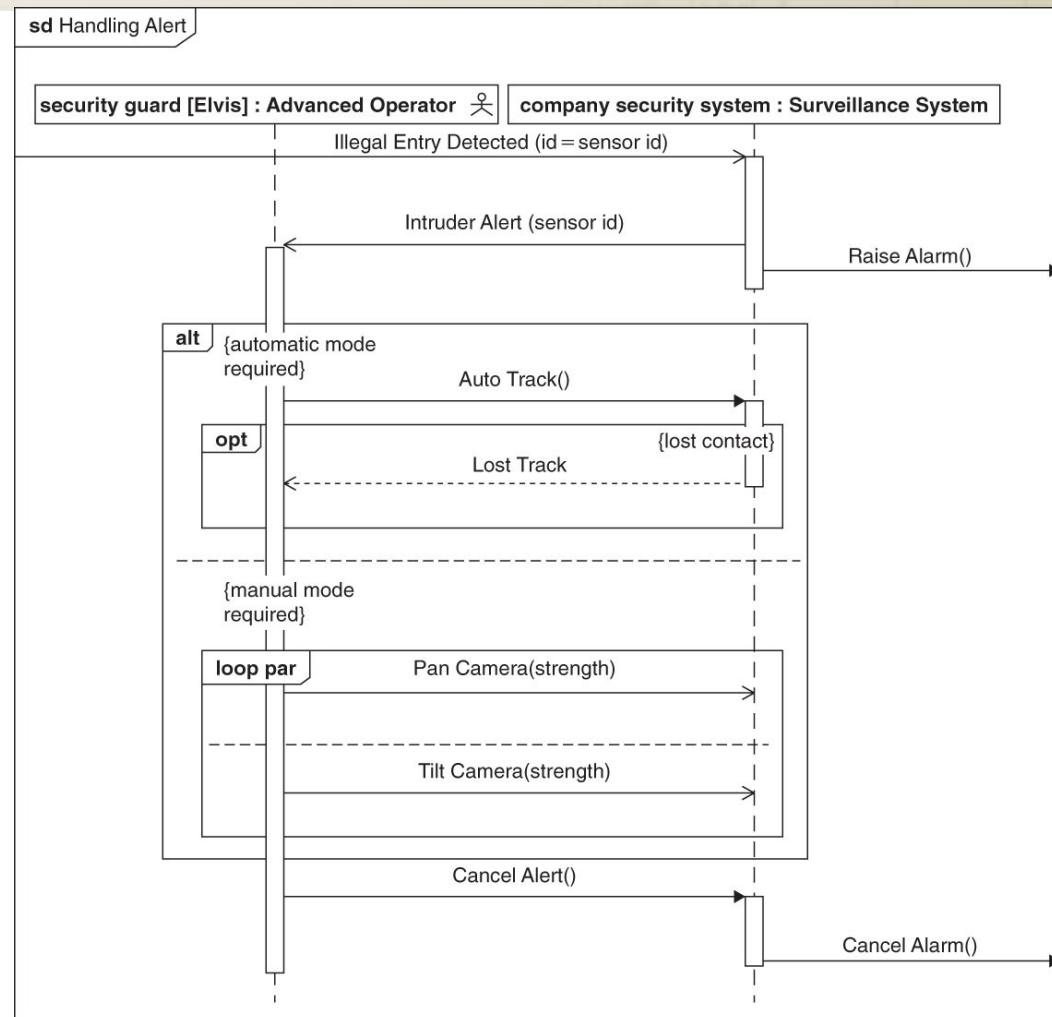 sd Handling Alert
security guard [Elvis] : Advanced Operator
company security system : Surveillance System
Illegal Entry Detected (id=sensor id)
Intruder Alert (sensor id)
Raise Alarm()
alt
{automatic mode
required}
Auto Track()
opt
{lost contact}
Lost Track
{manual mode
required}
loop par
Pan Camera(strength)
Tilt Camera(strength)
Cancel Alert()
Cancel Alarm()